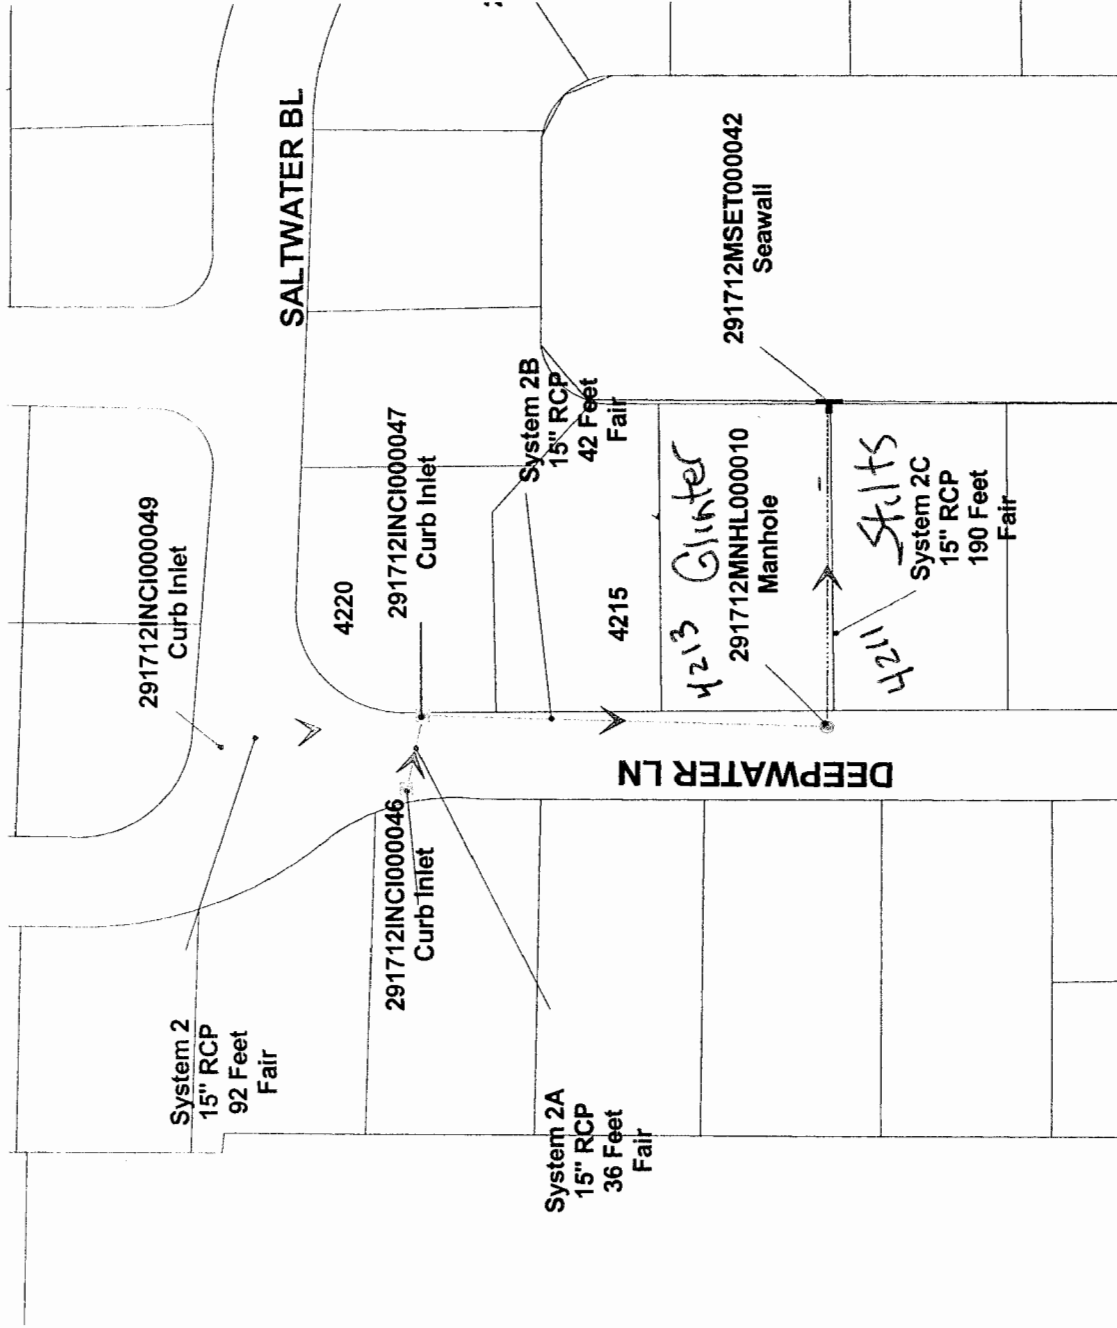 SALTWATER BL
291712INCI000049
Curb Inlet
4220
291712INCI000047
Curb Inlet
System 2B
15" RCP
42 Feet
Fair
291712MSET000042
Seawall
4215
4213 Glinter
291712MNHL000010
Manhole
4211 Stilts
System 2C
15" RCP
190 Feet
Fair
DEEPWATER LN
291712INCI000046
Curb Inlet
System 2
15" RCP
92 Feet
Fair
System 2A
15" RCP
36 Feet
Fair